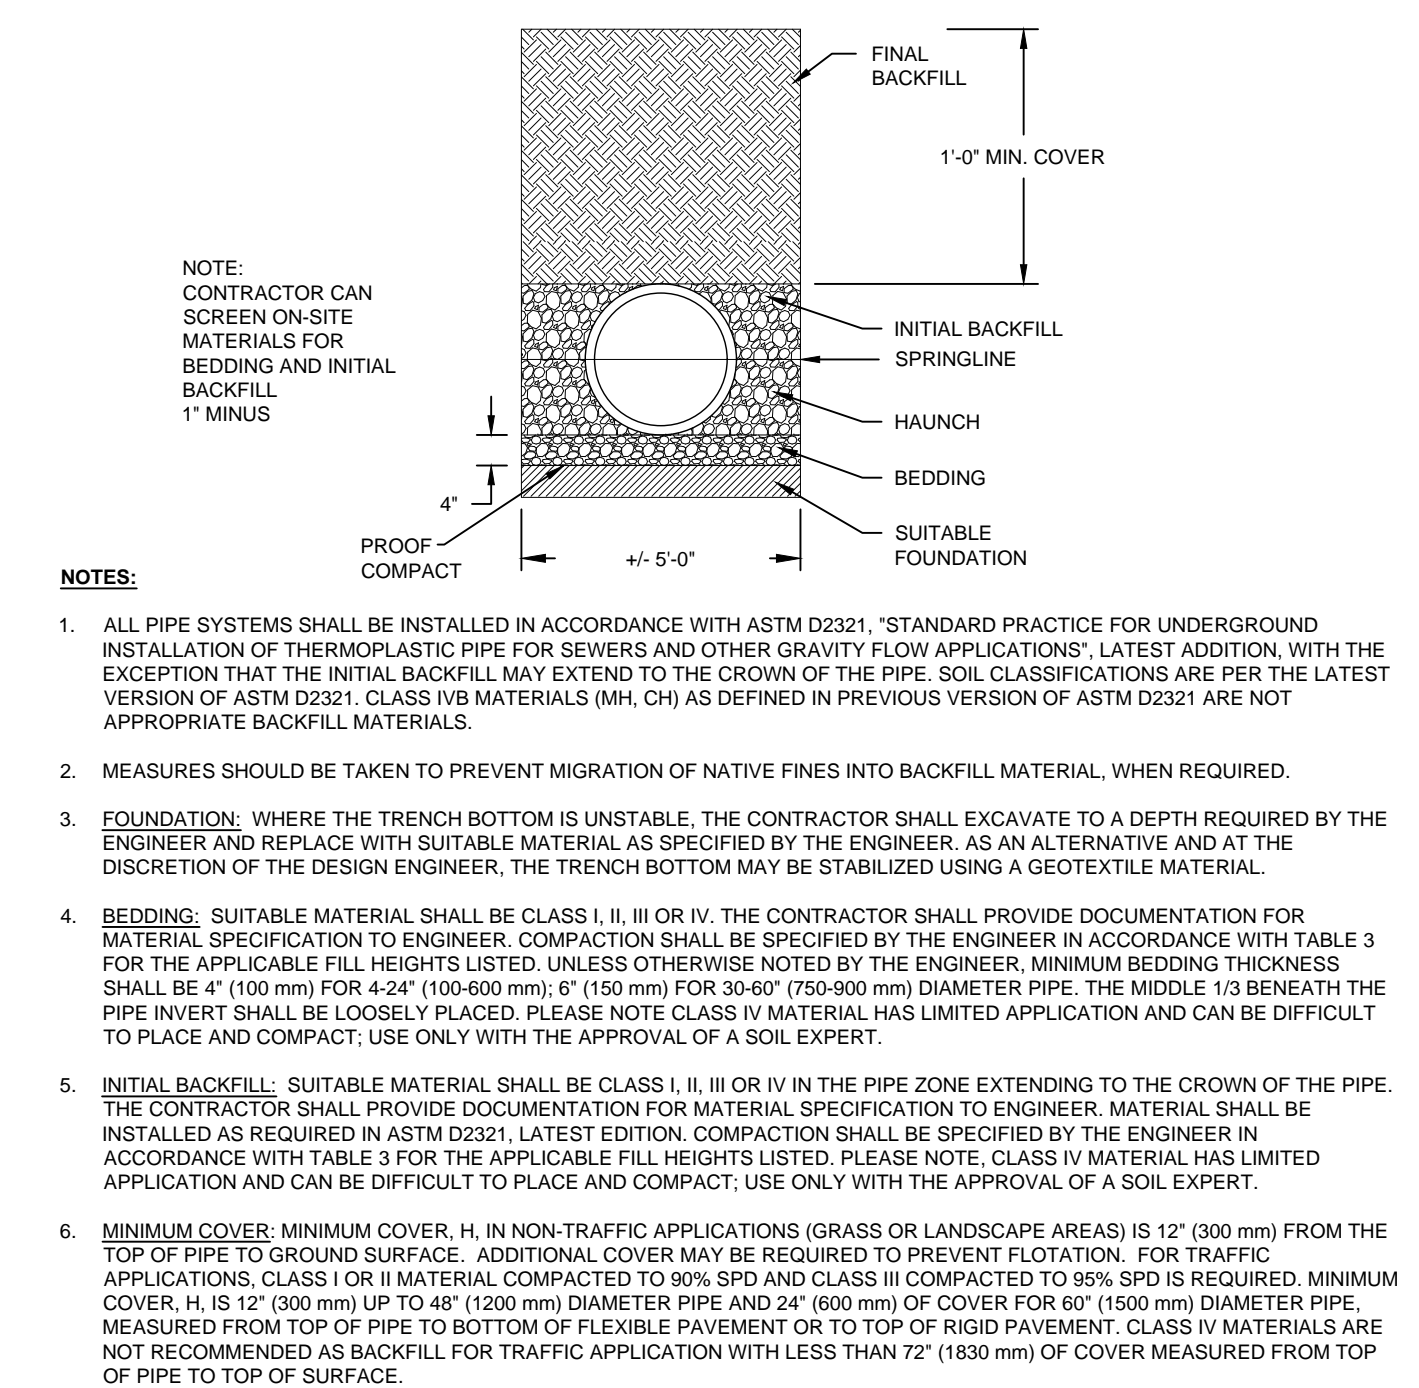 FINAL
BACKFILL
1'-0" MIN. COVER
NOTE:
CONTRACTOR CAN
SCREEN ON-SITE
MATERIALS FOR
BEDDING AND INITIAL
BACKFILL
1" MINUS
INITIAL BACKFILL
SPRINGLINE
HAUNCH
BEDDING
4"
SUITABLE
FOUNDATION
PROOF
COMPACT
+/- 5'-0"
NOTES:
1. ALL PIPE SYSTEMS SHALL BE INSTALLED IN ACCORDANCE WITH ASTM D2321, "STANDARD PRACTICE FOR UNDERGROUND
INSTALLATION OF THERMOPLASTIC PIPE FOR SEWERS AND OTHER GRAVITY FLOW APPLICATIONS", LATEST ADDITION, WITH THE
EXCEPTION THAT THE INITIAL BACKFILL MAY EXTEND TO THE CROWN OF THE PIPE. SOIL CLASSIFICATIONS ARE PER THE LATEST
VERSION OF ASTM D2321. CLASS IVB MATERIALS (MH, CH) AS DEFINED IN PREVIOUS VERSION OF ASTM D2321 ARE NOT
APPROPRIATE BACKFILL MATERIALS.
2. MEASURES SHOULD BE TAKEN TO PREVENT MIGRATION OF NATIVE FINES INTO BACKFILL MATERIAL, WHEN REQUIRED.
3. FOUNDATION: WHERE THE TRENCH BOTTOM IS UNSTABLE, THE CONTRACTOR SHALL EXCAVATE TO A DEPTH REQUIRED BY THE
ENGINEER AND REPLACE WITH SUITABLE MATERIAL AS SPECIFIED BY THE ENGINEER. AS AN ALTERNATIVE AND AT THE
DISCRETION OF THE DESIGN ENGINEER, THE TRENCH BOTTOM MAY BE STABILIZED USING A GEOTEXTILE MATERIAL.
4. BEDDING: SUITABLE MATERIAL SHALL BE CLASS I, II, III OR IV. THE CONTRACTOR SHALL PROVIDE DOCUMENTATION FOR
MATERIAL SPECIFICATION TO ENGINEER. COMPACTION SHALL BE SPECIFIED BY THE ENGINEER IN ACCORDANCE WITH TABLE 3
FOR THE APPLICABLE FILL HEIGHTS LISTED. UNLESS OTHERWISE NOTED BY THE ENGINEER, MINIMUM BEDDING THICKNESS
SHALL BE 4" (100 mm) FOR 4-24" (100-600 mm); 6" (150 mm) FOR 30-60" (750-900 mm) DIAMETER PIPE. THE MIDDLE 1/3 BENEATH THE
PIPE INVERT SHALL BE LOOSELY PLACED. PLEASE NOTE CLASS IV MATERIAL HAS LIMITED APPLICATION AND CAN BE DIFFICULT
TO PLACE AND COMPACT; USE ONLY WITH THE APPROVAL OF A SOIL EXPERT.
5. INITIAL BACKFILL: SUITABLE MATERIAL SHALL BE CLASS I, II, III OR IV IN THE PIPE ZONE EXTENDING TO THE CROWN OF THE PIPE.
THE CONTRACTOR SHALL PROVIDE DOCUMENTATION FOR MATERIAL SPECIFICATION TO ENGINEER. MATERIAL SHALL BE
INSTALLED AS REQUIRED IN ASTM D2321, LATEST EDITION. COMPACTION SHALL BE SPECIFIED BY THE ENGINEER IN
ACCORDANCE WITH TABLE 3 FOR THE APPLICABLE FILL HEIGHTS LISTED. PLEASE NOTE, CLASS IV MATERIAL HAS LIMITED
APPLICATION AND CAN BE DIFFICULT TO PLACE AND COMPACT; USE ONLY WITH THE APPROVAL OF A SOIL EXPERT.
6. MINIMUM COVER: MINIMUM COVER, H, IN NON-TRAFFIC APPLICATIONS (GRASS OR LANDSCAPE AREAS) IS 12" (300 mm) FROM THE
TOP OF PIPE TO GROUND SURFACE. ADDITIONAL COVER MAY BE REQUIRED TO PREVENT FLOTATION. FOR TRAFFIC
APPLICATIONS, CLASS I OR II MATERIAL COMPACTED TO 90% SPD AND CLASS III COMPACTED TO 95% SPD IS REQUIRED. MINIMUM
COVER, H, IS 12" (300 mm) UP TO 48" (1200 mm) DIAMETER PIPE AND 24" (600 mm) OF COVER FOR 60" (1500 mm) DIAMETER PIPE,
MEASURED FROM TOP OF PIPE TO BOTTOM OF FLEXIBLE PAVEMENT OR TO TOP OF RIGID PAVEMENT. CLASS IV MATERIALS ARE
NOT RECOMMENDED AS BACKFILL FOR TRAFFIC APPLICATION WITH LESS THAN 72" (1830 mm) OF COVER MEASURED FROM TOP
OF PIPE TO TOP OF SURFACE.